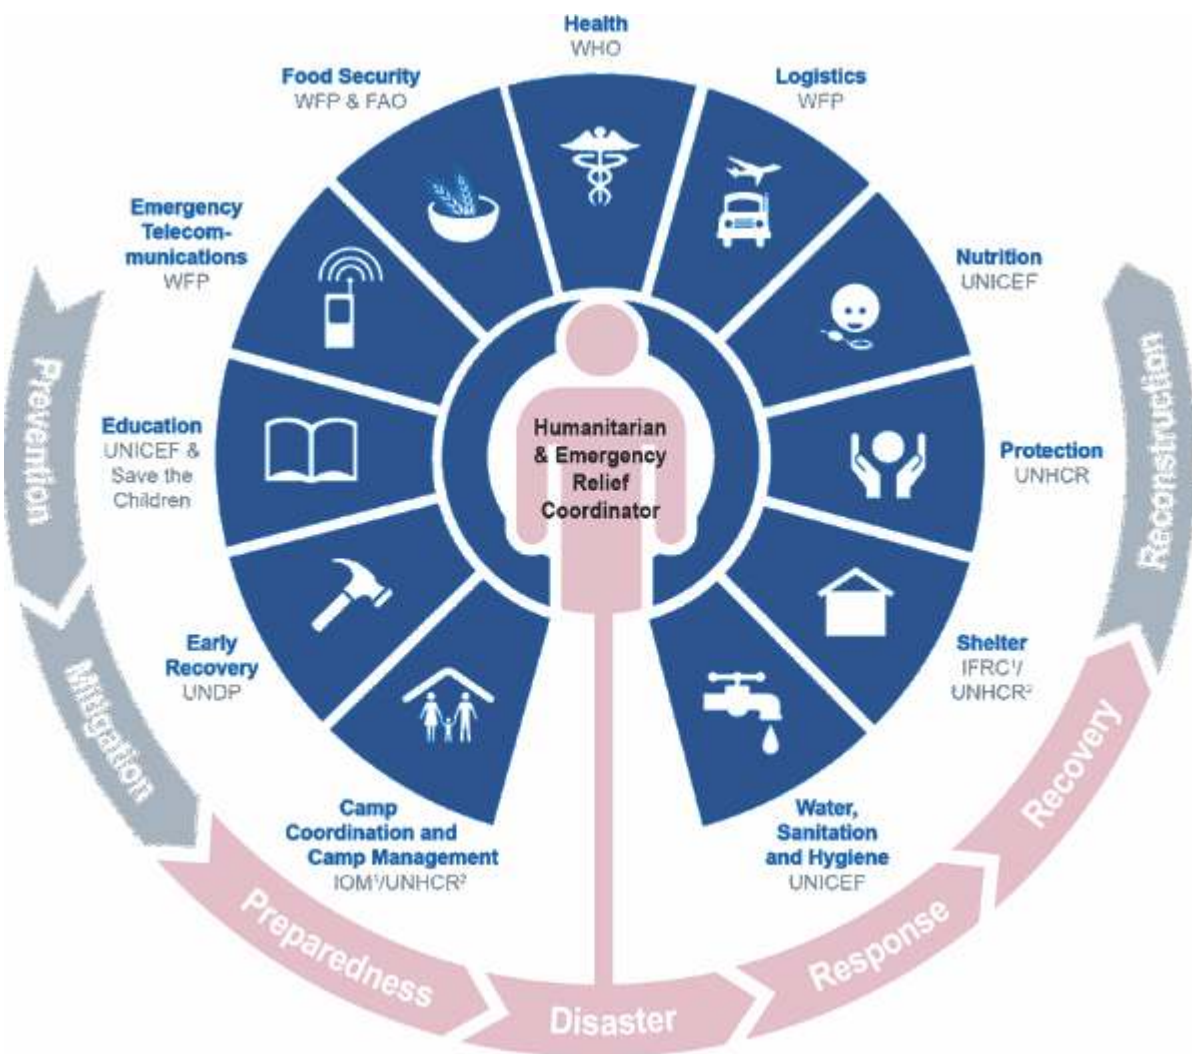 Health
WHO
Logistics
WFP
Nutrition
UNICEF
Protection
UNHCR
Shelter
IFRC¹/
UNHCR²
Water,
Sanitation
and Hygiene
UNICEF
Camp
Coordination and
Camp Management
IOM¹/UNHCR²
Early
Recovery
UNDP
Education
UNICEF &
Save the
Children
Emergency
Telecom-
munications
WFP
Food Security
WFP & FAO
Humanitarian
& Emergency
Relief
Coordinator
Prevention
Mitigation
Preparedness
Disaster
Response
Recovery
Reconstruction